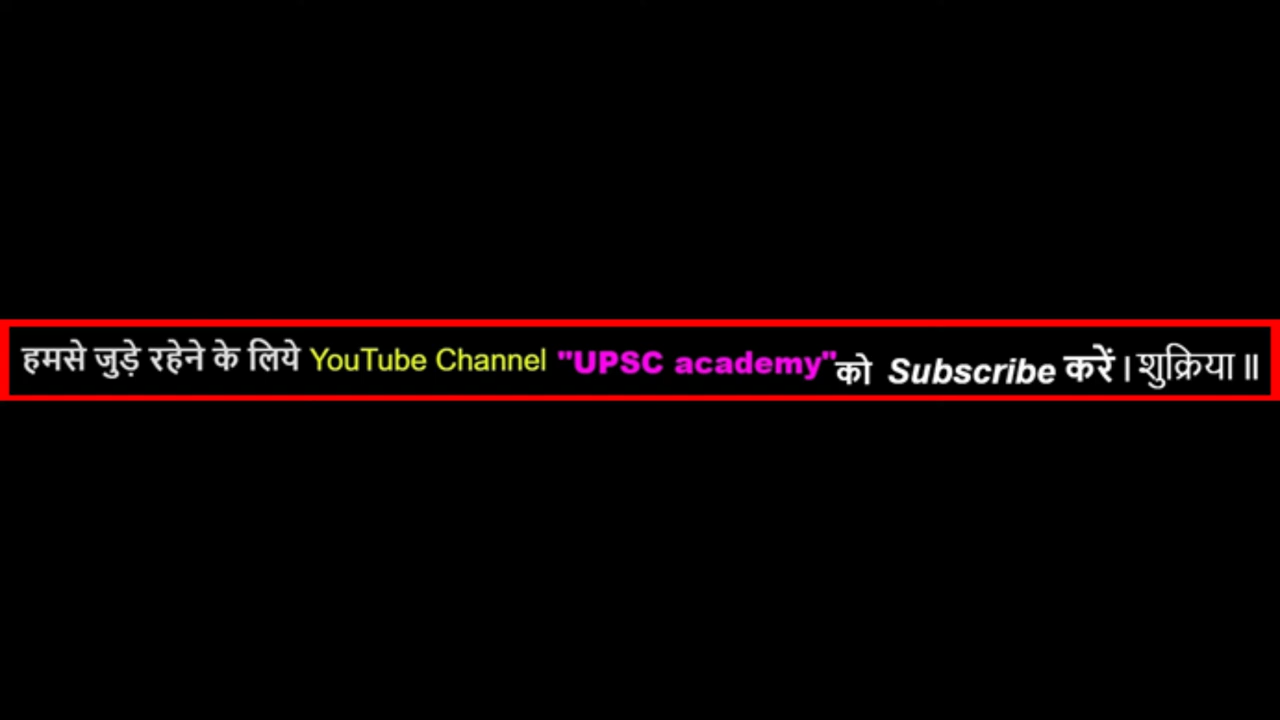 हमसे जुड़े रहेने के लिये YouTube Channel "UPSC academy"को Subscribe करें । शुक्रिया ॥